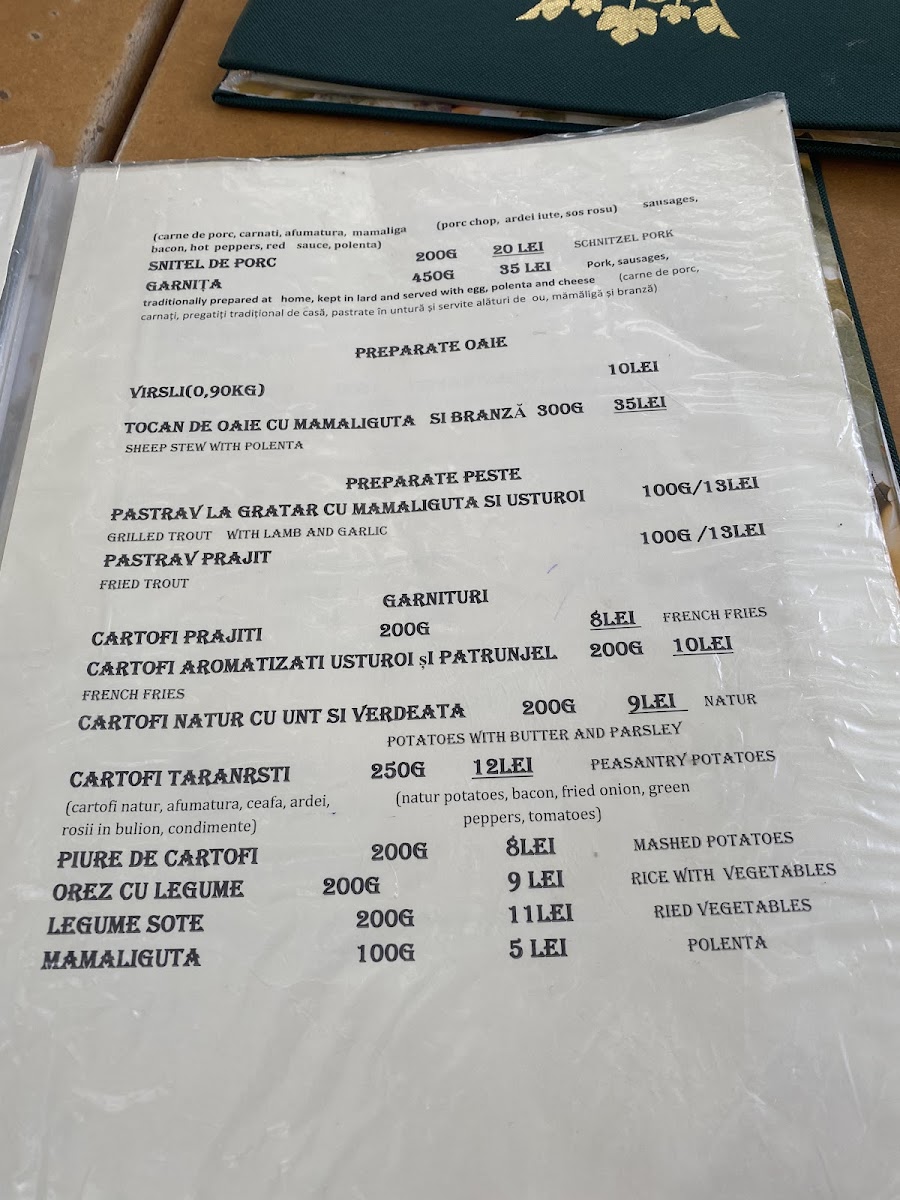 (carne de porc, carnati, afumatura, mamaliga (porc chop, ardei iute, sos rosu) sausages,
bacon, hot peppers, red sauce, polenta)
SNITEL DE PORC 200G 20 LEI SCHNITZEL PORK
GARNIȚA 450G 35 LEI Pork, sausages,
traditionally prepared at home, kept in lard and served with egg, polenta and cheese (carne de porc,
carnați, pregatiți tradițional de casă, pastrate în untură și servite alături de ou, mămăligă și branză)
PREPARATE OAIE
VIRSLI(0,90KG) 10LEI
TOCAN DE OAIE CU MAMALIGUTA SI BRANZĂ 300G 35LEI
SHEEP STEW WITH POLENTA
PREPARATE PESTE
PASTRAV LA GRATAR CU MAMALIGUTA SI USTUROI 100G/13LEI
GRILLED TROUT WITH LAMB AND GARLIC
PASTRAV PRAJIT 100G /13LEI
FRIED TROUT
GARNITURI
CARTOFI PRAJITI 200G 8LEI FRENCH FRIES
CARTOFI AROMATIZATI USTUROI șI PATRUNJEL 200G 10LEI
FRENCH FRIES
CARTOFI NATUR CU UNT SI VERDEATA 200G 9LEI NATUR
POTATOES WITH BUTTER AND PARSLEY
CARTOFI TARANRSTI 250G 12LEI PEASANTRY POTATOES
(cartofi natur, afumatura, ceafa, ardei, (natur potatoes, bacon, fried onion, green
rosii in bulion, condimente) peppers, tomatoes)
PIURE DE CARTOFI 200G 8LEI MASHED POTATOES
OREZ CU LEGUME 200G 9 LEI RICE WITH VEGETABLES
LEGUME SOTE 200G 11LEI RIED VEGETABLES
MAMALIGUTA 100G 5 LEI POLENTA